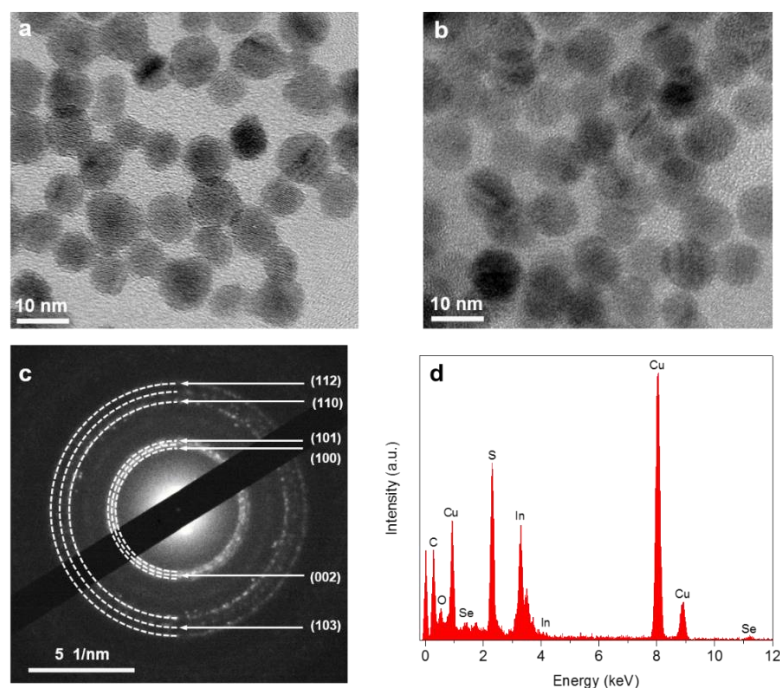 a
10 nm
b
10 nm
c
(112)
(110)
(101)
(100)
(002)
(103)
5 1/nm
d
Intensity (a.u.)
C
O
Cu
Se
S
In
In
Cu
Cu
Se
0 2 4 6 8 10 12
Energy (keV)